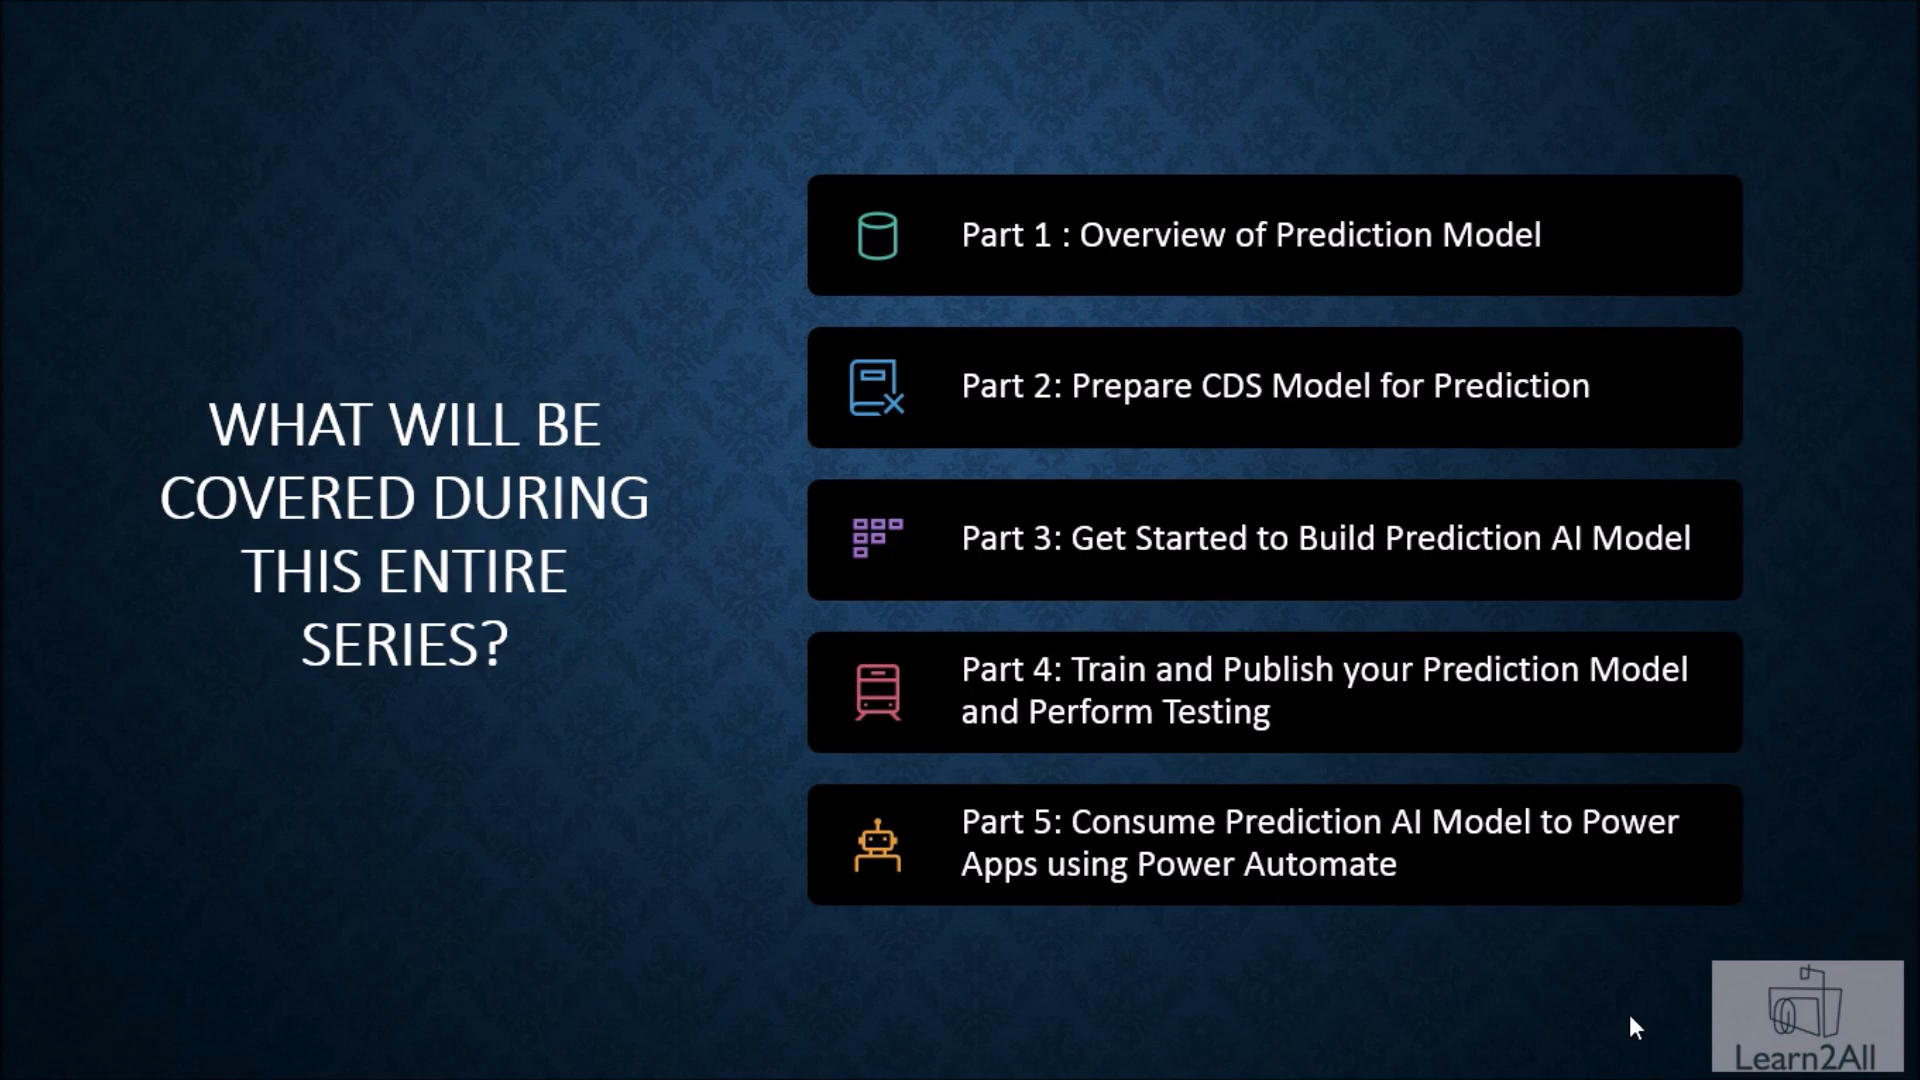 WHAT WILL BE
COVERED DURING
THIS ENTIRE
SERIES?
Part 1 : Overview of Prediction Model
Part 2: Prepare CDS Model for Prediction
Part 3: Get Started to Build Prediction AI Model
Part 4: Train and Publish your Prediction Model
and Perform Testing
Part 5: Consume Prediction AI Model to Power
Apps using Power Automate
Learn2All